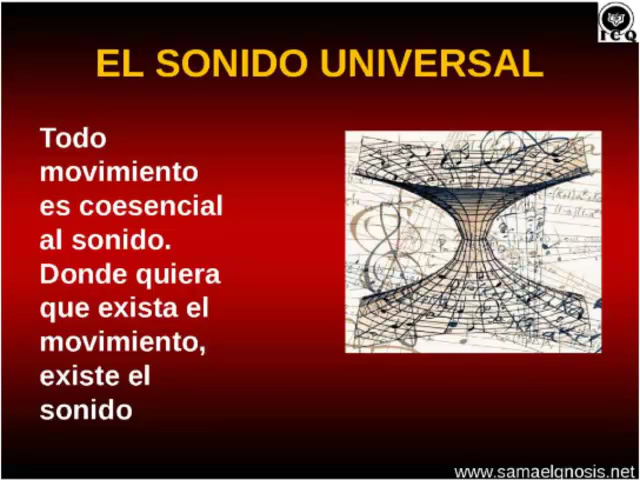 ICQ
EL SONIDO UNIVERSAL
Todo
movimiento
es coesencial
al sonido.
Donde quiera
que exista el
movimiento,
existe el
sonido
www.samaelgnosis.net